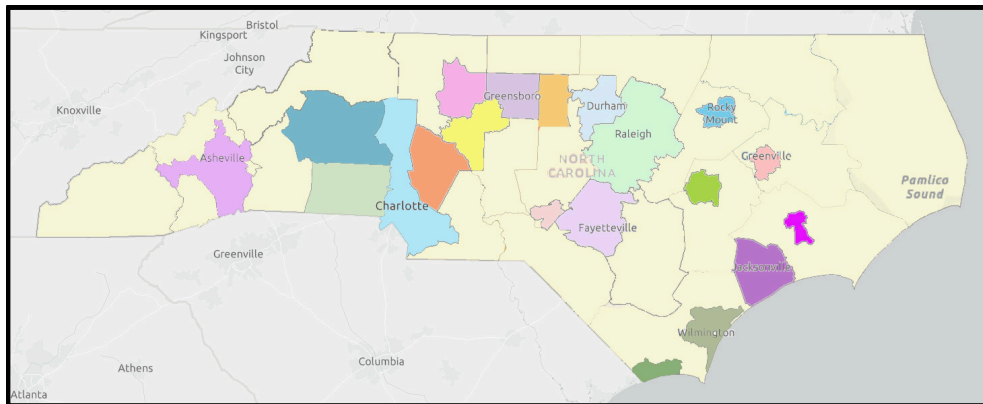 Bristol
Kingsport
Johnson
City
Knoxville
Greensboro
Durham
Rocky
Mount
Raleigh
Asheville
Greenville
NORTH
CAROLINA
Pamlico
Sound
Charlotte
Fayetteville
Greenville
Jacksonville
Wilmington
Columbia
Athens
Atlanta